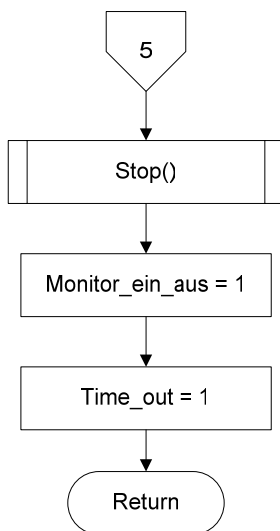 5
Stop()
Monitor_ein_aus = 1
Time_out = 1
Return